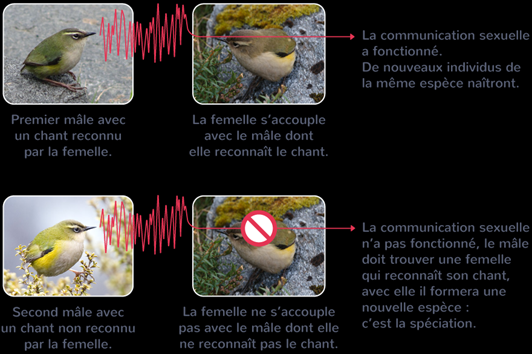 Premier mâle avec
un chant reconnu
par la femelle.
La femelle s'accouple
avec le mâle dont
elle reconnaît le chant.
La communication sexuelle
a fonctionné.
De nouveaux individus de
la même espèce naîtront.
Second mâle avec
un chant non reconnu
par la femelle.
La femelle ne s'accouple
pas avec le mâle dont elle
ne reconnaît pas le chant.
La communication sexuelle
n'a pas fonctionné, le mâle
doit trouver une femelle
qui reconnaît son chant,
avec elle il formera une
nouvelle espèce :
c'est la spéciation.